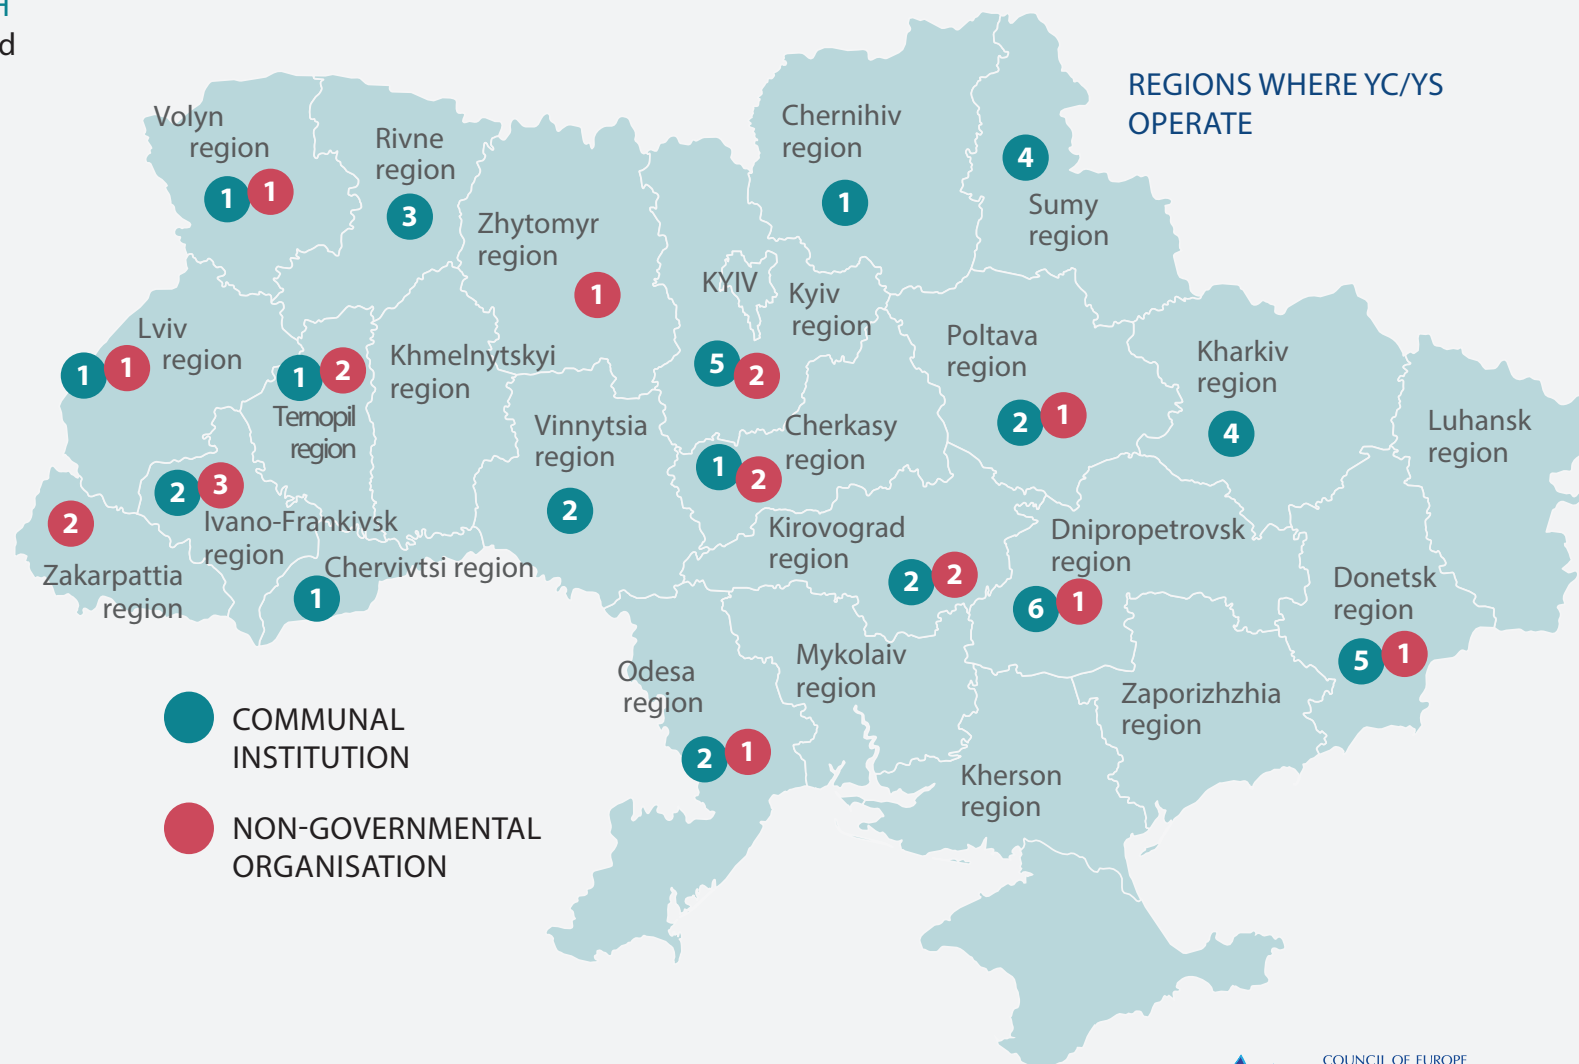 H
d
REGIONS WHERE YC/YS
OPERATE
Volyn
region
1 1
Rivne
region
3
Zhytomyr
region
1
Chernihiv
region
1
4
Sumy
region
KYIV
Kyiv
region
5 2
Lviv
region
1 1
1 2
Ternopil
region
Khmelnytskyi
region
Vinnytsia
region
2
Cherkasy
region
1 2
Poltava
region
2 1
Kharkiv
region
4
Luhansk
region
2 3
Ivano-Frankivsk
region
2
Zakarpattia
region
Chervivtsi region
1
Kirovograd
region
2 2
Dnipropetrovsk
region
6 1
Donetsk
region
5 1
Odesa
region
2 1
Mykolaiv
region
Zaporizhzhia
region
Kherson
region
COMMUNAL
INSTITUTION
NON-GOVERNMENTAL
ORGANISATION
COUNCIL OF EUROPE